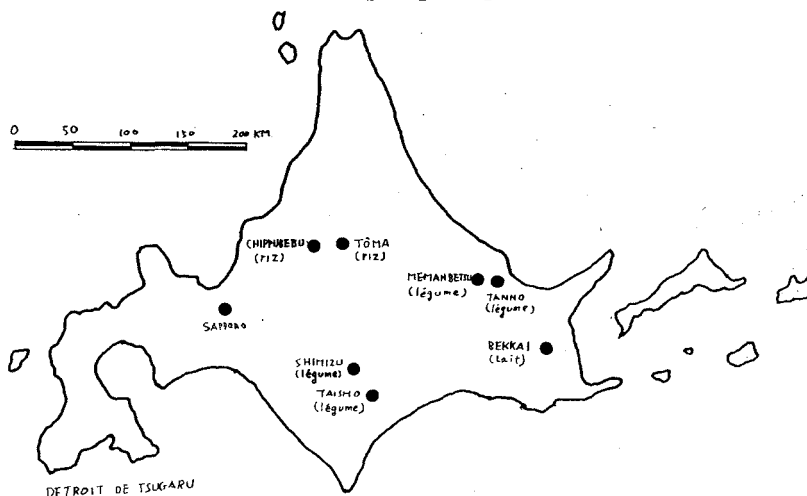 0 50 100 150 200 KM.
CHIPPUBEBU
(riz)
TÔMA
(riz)
MEMANBETSU
(légume)
TANNO
(légume)
SAPPORO
BEKKAI
(Lait)
SHIMIZU
(légume)
TAISHO
(légume)
DETROIT DE TSUGARU